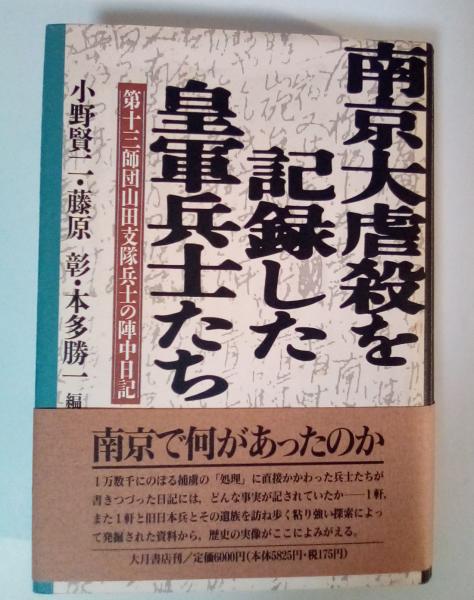 南京大虐殺を
記録した
皇軍兵士たち
第十三師団山田支隊兵士の陣中日記
小野賢二・藤原 彰・本多勝一 編
南京で何があったのか
1万数千にのぼる捕虜の「処理」に直接かかわった兵士たちが
書きつづった日記には、どんな事実が記されていたか──1軒、
また1軒と旧日本兵とその遺族を訪ね歩く粘り強い探索によっ
て発掘された資料から、歴史の実像がここによみがえる。
大月書店刊/定価6000円(本体5825円・税175円)